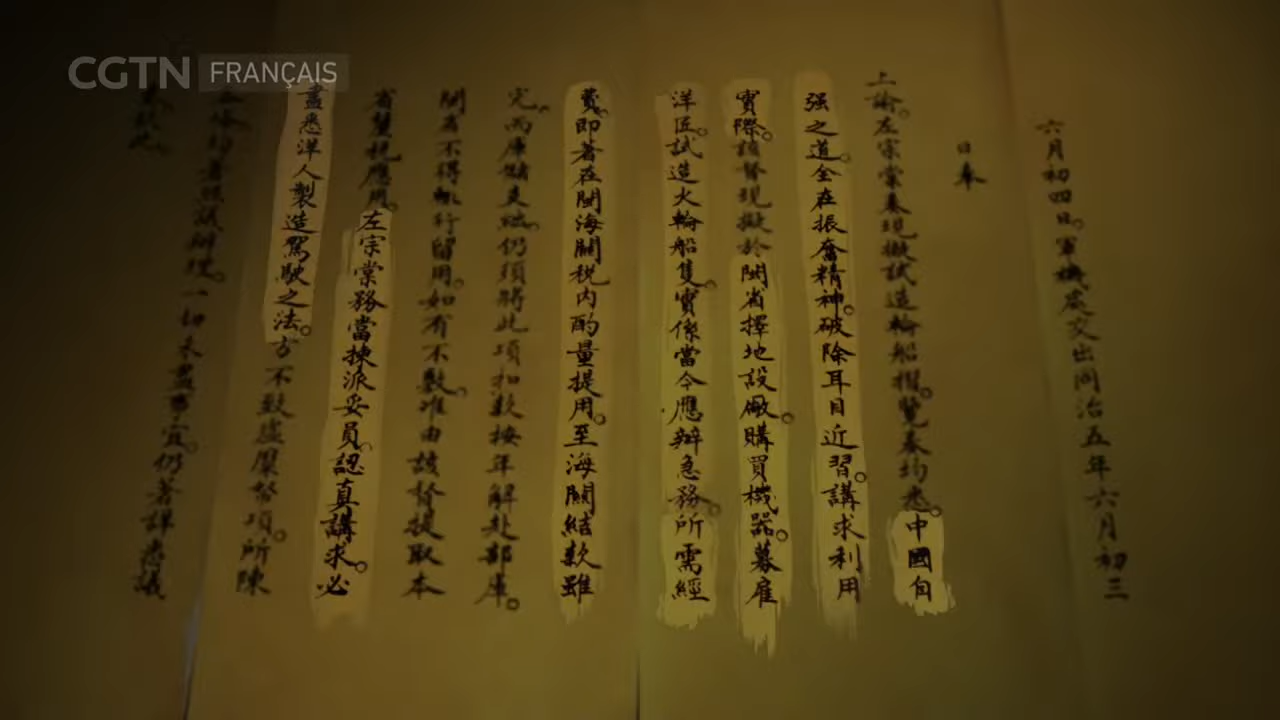 CGTN FRANÇAIS
六月初四日。軍機處交出同治五年六月初三
日奉
上諭。左宗棠奏現擬試造輪船摺。覽奏均悉。中國自
强之道。全在振奮精神。破除耳目近習。講求利用
實際。該督現擬於閩省擇地設廠。購買機器。募雇
洋匠。試造火輪船隻。實係當今應辦急務。所需經
費。即著在閩海關稅內酌量提用。至海關結款雖
完。而庫儲支絀。仍須將此項扣款按年解赴部庫。
閩省不得輒行留用。如有不敷。准由該督提取本
省釐稅應用。左宗棠務當揀派妥員。認真講求。必
盡悉洋人製造駕駛之法。方不致虛糜帑項。所陳
各條均著照議辦理。一切未盡事宜。仍著詳悉議
奏欽此。